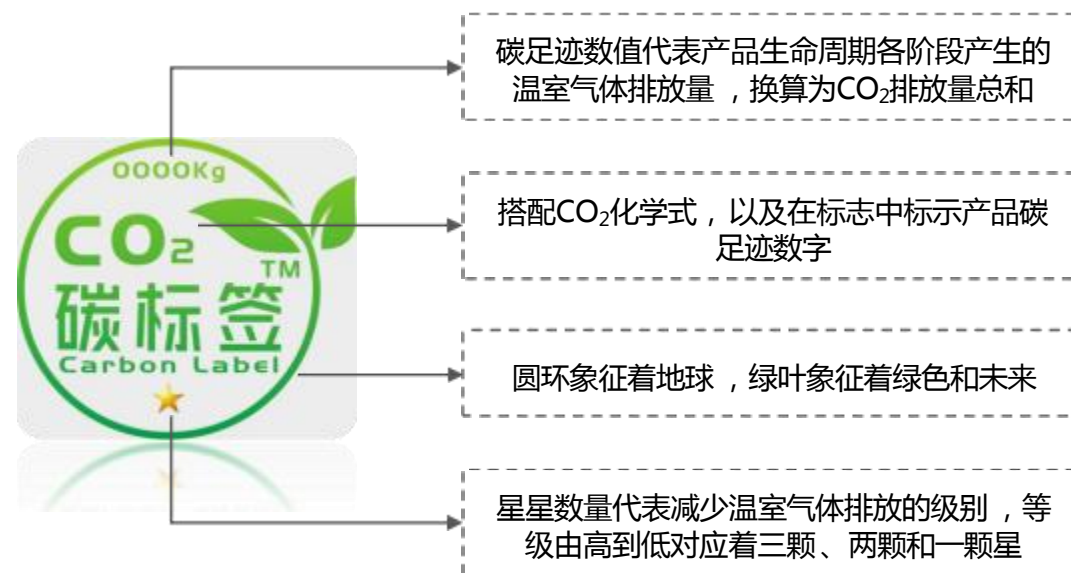 碳足迹数值代表产品生命周期各阶段产生的
温室气体排放量，换算为CO₂排放量总和
0000Kg
CO₂
TM
碳标签
Carbon Label
搭配CO₂化学式，以及在标志中标示产品碳
足迹数字
圆环象征着地球，绿叶象征着绿色和未来
星星数量代表减少温室气体排放的级别，等
级由高到低对应着三颗、两颗和一颗星